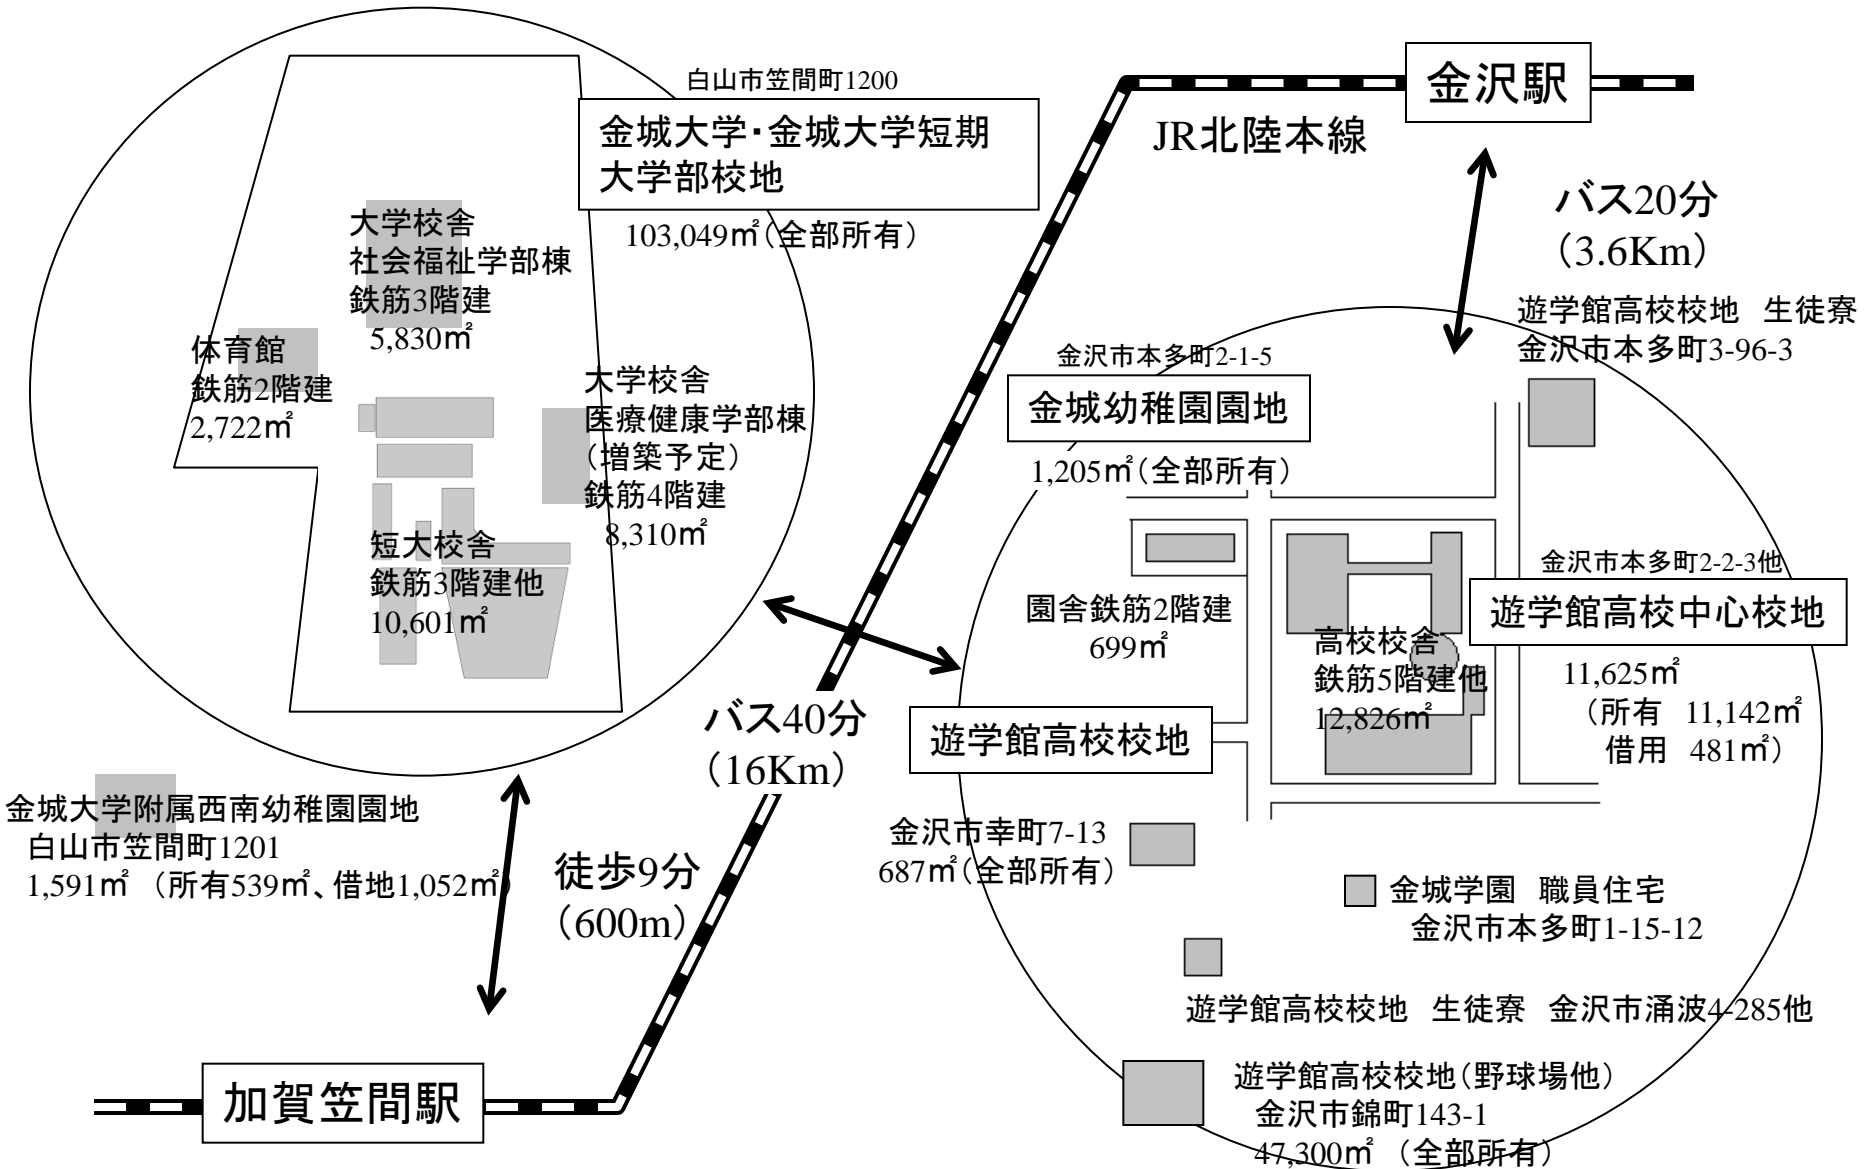 白山市笠間町1200
金城大学・金城大学短期
大学部校地
103,049㎡（全部所有）
大学校舎
社会福祉学部棟
鉄筋3階建
5,830㎡
体育館
鉄筋2階建
2,722㎡
大学校舎
医療健康学部棟
（増築予定）
鉄筋4階建
8,310㎡
短大校舎
鉄筋3階建他
10,601㎡
金城大学附属西南幼稚園園地
白山市笠間町1201
1,591㎡ （所有539㎡、借地1,052㎡）
徒歩9分
（600m）
加賀笠間駅
バス40分
（16Km）
JR北陸本線
金沢駅
バス20分
（3.6Km）
遊学館高校校地 生徒寮
金沢市本多町3-96-3
金沢市本多町2-1-5
金城幼稚園園地
1,205㎡（全部所有）
園舎鉄筋2階建
699㎡
金沢市本多町2-2-3他
遊学館高校中心校地
11,625㎡
（所有 11,142㎡
借用 481㎡）
高校校舎
鉄筋5階建他
12,826㎡
遊学館高校校地
金沢市幸町7-13
687㎡（全部所有）
金城学園 職員住宅
金沢市本多町1-15-12
遊学館高校校地 生徒寮 金沢市涌波4-285他
遊学館高校校地（野球場他）
金沢市錦町143-1
47,300㎡ （全部所有）